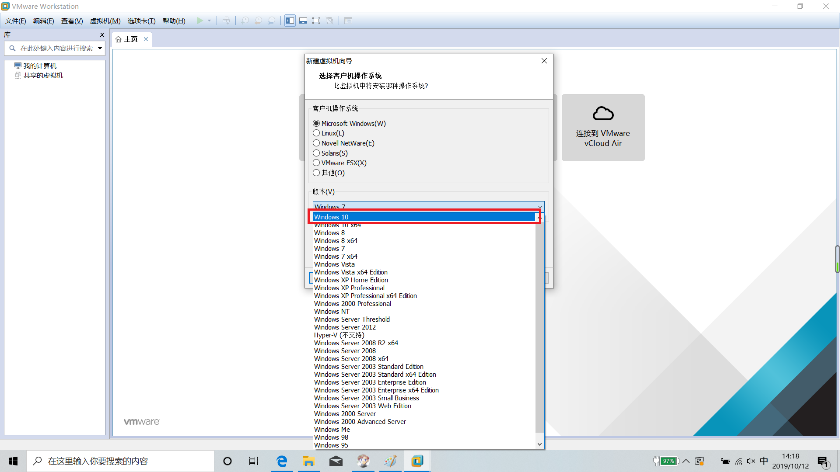 VMware Workstation
文件(F) 编辑(E) 查看(V) 虚拟机(M) 选项卡(T) 帮助(H)
库 x
在此处键入内容进行搜索
我的计算机
共享的虚拟机
主页 ×
新建虚拟机向导
选择客户机操作系统
此虚拟机中将安装哪种操作系统?
客户机操作系统
Microsoft Windows(W)
Linux(L)
Novell NetWare(E)
Solaris(S)
VMware ESX(X)
其他(O)
版本(V)
Windows 7
Windows 10
Windows 10 x64
Windows 8
Windows 8 x64
Windows 7
Windows 7 x64
Windows Vista
Windows Vista x64 Edition
Windows XP Home Edition
Windows XP Professional
Windows XP Professional x64 Edition
Windows 2000 Professional
Windows NT
Windows Server Threshold
Windows Server 2012
Hyper-V (不支持)
Windows Server 2008 R2 x64
Windows Server 2008
Windows Server 2008 x64
Windows Server 2003 Standard Edition
Windows Server 2003 Standard x64 Edition
Windows Server 2003 Enterprise Edition
Windows Server 2003 Enterprise x64 Edition
Windows Server 2003 Small Business
Windows Server 2003 Web Edition
Windows 2000 Server
Windows 2000 Advanced Server
Windows Me
Windows 98
Windows 95
连接到 VMware
vCloud Air
vmware
在这里输入你要搜索的内容
97%
中
14:18
2019/10/12